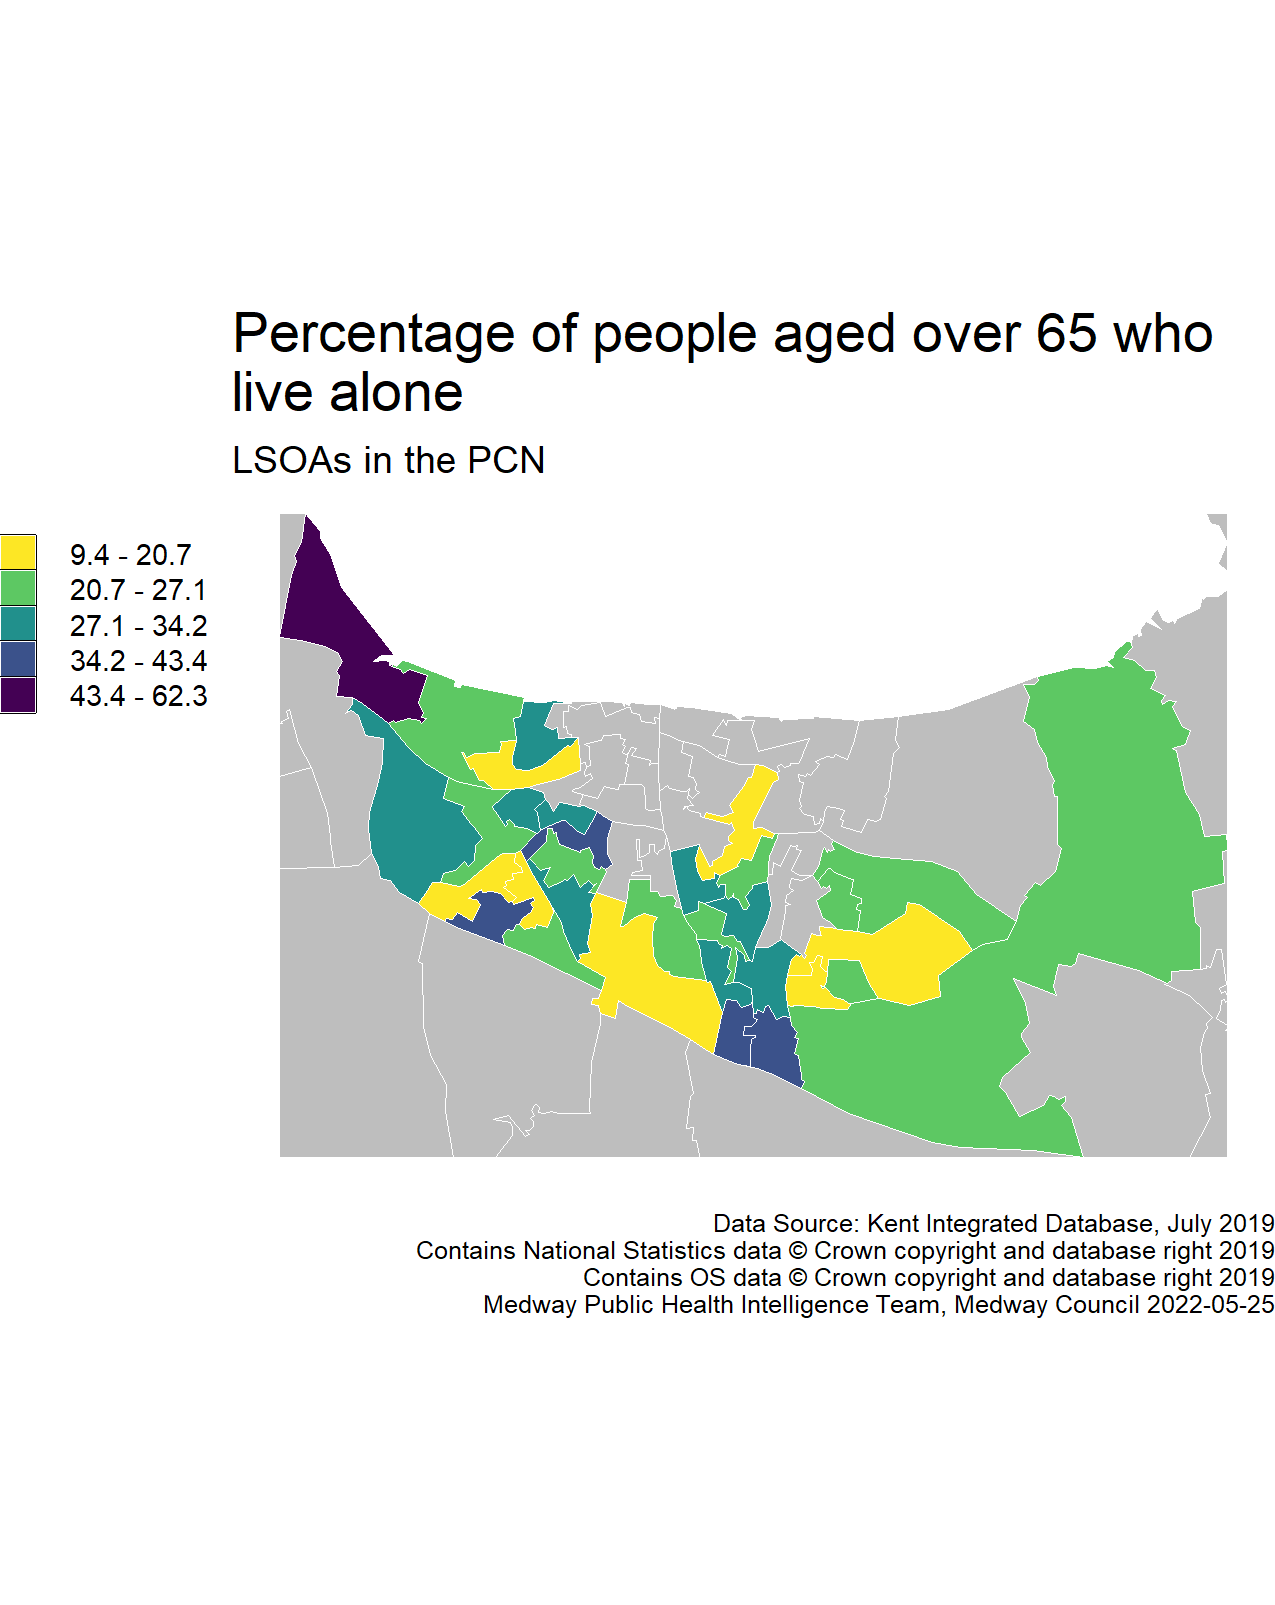 Percentage of people aged over 65 who
live alone
LSOAs in the PCN
9.4 - 20.7
20.7 - 27.1
27.1 - 34.2
34.2 - 43.4
43.4 - 62.3
Data Source: Kent Integrated Database, July 2019
Contains National Statistics data © Crown copyright and database right 2019
Contains OS data © Crown copyright and database right 2019
Medway Public Health Intelligence Team, Medway Council 2022-05-25